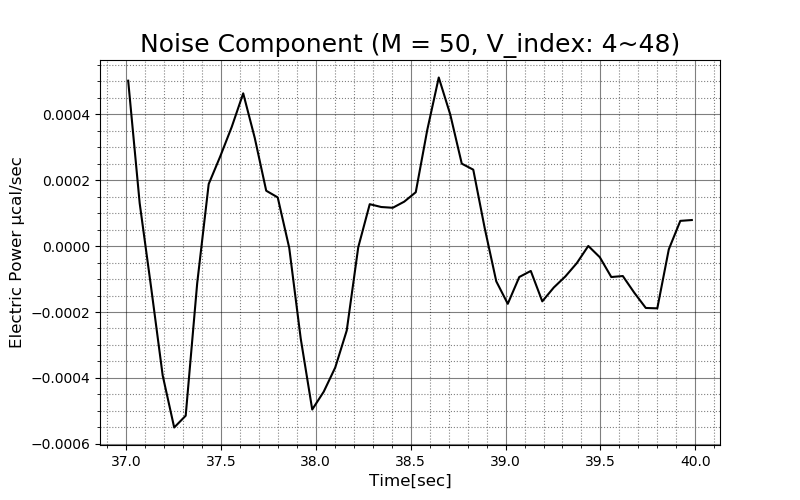 Noise Component (M = 50, V_index: 4~48)
Electric Power μcal/sec
0.0004
0.0002
0.0000
−0.0002
−0.0004
−0.0006
37.0 37.5 38.0 38.5 39.0 39.5 40.0
Time[sec]